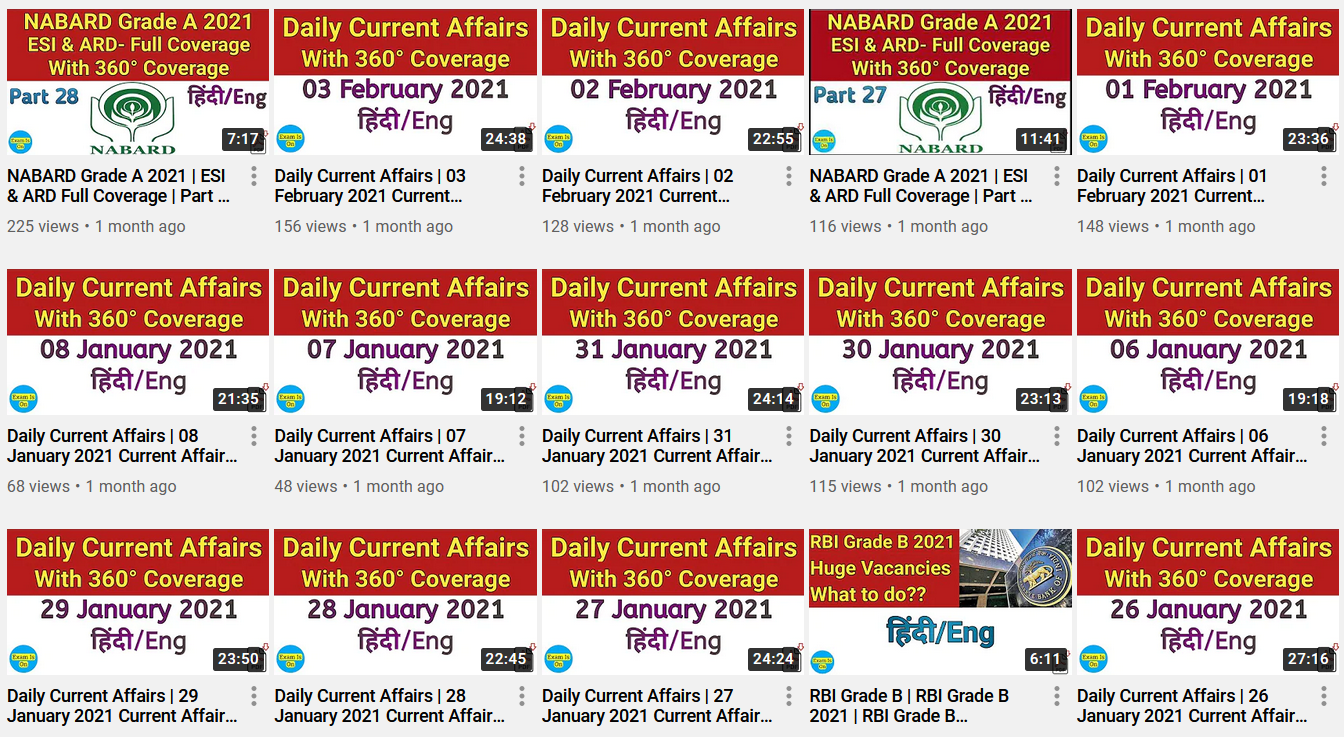 NABARD Grade A 2021
ESI & ARD- Full Coverage
With 360° Coverage
Part 28
हिंदी/Eng
NABARD
Exam Is
On
7:17
NABARD Grade A 2021 | ESI
& ARD Full Coverage | Part ...
225 views • 1 month ago
Daily Current Affairs
With 360° Coverage
03 February 2021
हिंदी/Eng
Exam Is
On
24:38
Daily Current Affairs | 03
February 2021 Current...
156 views • 1 month ago
Daily Current Affairs
With 360° Coverage
02 February 2021
हिंदी/Eng
Exam Is
On
22:55
Daily Current Affairs | 02
February 2021 Current...
128 views • 1 month ago
NABARD Grade A 2021
ESI & ARD- Full Coverage
With 360° Coverage
Part 27
हिंदी/Eng
NABARD
Exam Is
On
11:41
NABARD Grade A 2021 | ESI
& ARD Full Coverage | Part ...
116 views • 1 month ago
Daily Current Affairs
With 360° Coverage
01 February 2021
हिंदी/Eng
Exam Is
On
23:36
Daily Current Affairs | 01
February 2021 Current...
148 views • 1 month ago
Daily Current Affairs
With 360° Coverage
08 January 2021
हिंदी/Eng
Exam Is
On
21:35
Daily Current Affairs | 08
January 2021 Current Affair...
68 views • 1 month ago
Daily Current Affairs
With 360° Coverage
07 January 2021
हिंदी/Eng
Exam Is
On
19:12
Daily Current Affairs | 07
January 2021 Current Affair...
48 views • 1 month ago
Daily Current Affairs
With 360° Coverage
31 January 2021
हिंदी/Eng
Exam Is
On
24:14
Daily Current Affairs | 31
January 2021 Current Affair...
102 views • 1 month ago
Daily Current Affairs
With 360° Coverage
30 January 2021
हिंदी/Eng
Exam Is
On
23:13
Daily Current Affairs | 30
January 2021 Current Affair...
115 views • 1 month ago
Daily Current Affairs
With 360° Coverage
06 January 2021
हिंदी/Eng
Exam Is
On
19:18
Daily Current Affairs | 06
January 2021 Current Affair...
102 views • 1 month ago
Daily Current Affairs
With 360° Coverage
29 January 2021
हिंदी/Eng
Exam Is
On
23:50
Daily Current Affairs | 29
January 2021 Current Affair...
Daily Current Affairs
With 360° Coverage
28 January 2021
हिंदी/Eng
Exam Is
On
22:45
Daily Current Affairs | 28
January 2021 Current Affair...
Daily Current Affairs
With 360° Coverage
27 January 2021
हिंदी/Eng
Exam Is
On
24:24
Daily Current Affairs | 27
January 2021 Current Affair...
RBI Grade B 2021
Huge Vacancies
What to do??
हिंदी/Eng
Exam Is
On
6:11
RBI Grade B | RBI Grade B
2021 | RBI Grade B...
Daily Current Affairs
With 360° Coverage
26 January 2021
हिंदी/Eng
Exam Is
On
27:16
Daily Current Affairs | 26
January 2021 Current Affair...